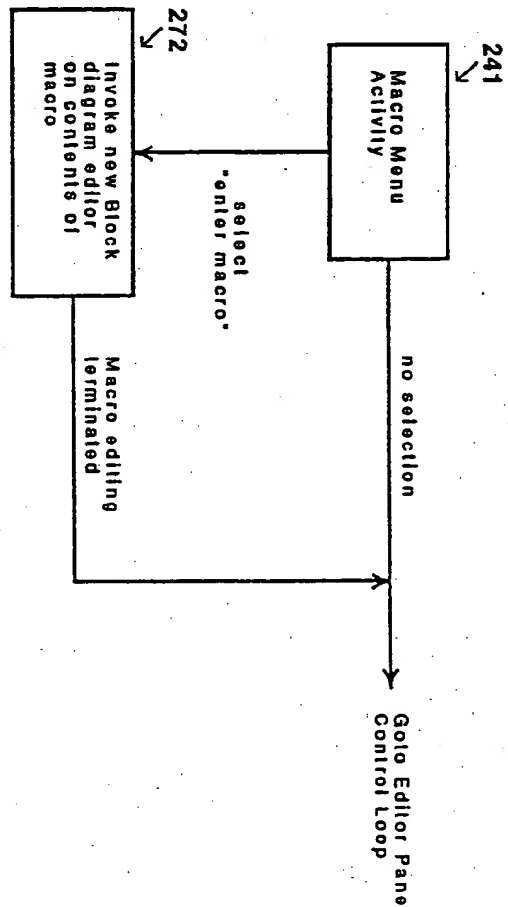 241
Macro Menu
Activity
no selection
Goto Editor Pane
Control Loop
select
"enter macro"
272
Invoke new Block
diagram editor
on contents of
macro
Macro editing
terminated